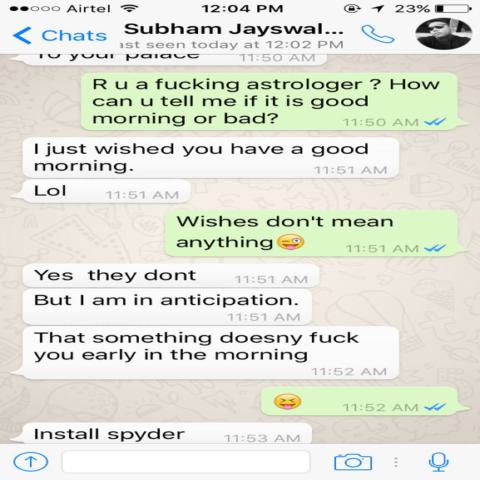 Airtel 12:04 PM 23%
Chats Subham Jayswal...
ast seen today at 12:02 PM
To your palace 11:50 AM
R u a fucking astrologer ? How
can u tell me if it is good
morning or bad?
11:50 AM
I just wished you have a good
morning.
11:51 AM
Lol 11:51 AM
Wishes don't mean
anything😜 11:51 AM
Yes they dont 11:51 AM
But I am in anticipation.
11:51 AM
That something doesny fuck
you early in the morning
11:52 AM
😝 11:52 AM
Install spyder 11:53 AM